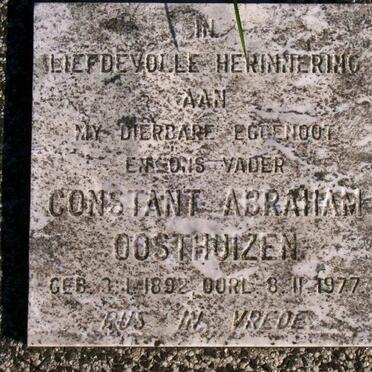 IN
LIEFDEVOLLE HERINNERING
AAN
MY DIERBARE EGGENOOT
EN ONS VADER
CONSTANT ABRAHAM
OOSTHUIZEN
GEB. 3.1.1892 OORL. 8.11.1977
RUS IN VREDE